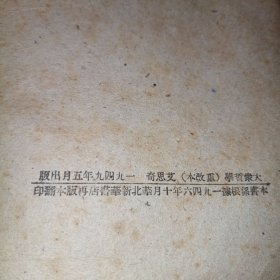 大衆哲學（重改本）艾思奇 一九四九年五月出版
本書係根據一九四六年十月華北新華書店再版本翻印